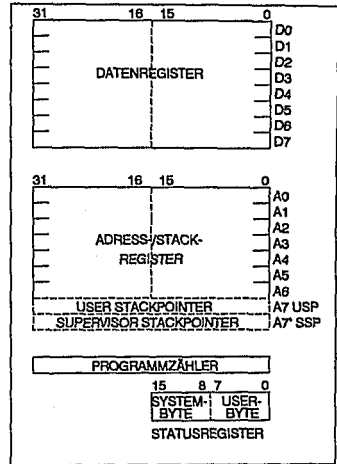 31 16 15 0
D0
D1
DATENREGISTER D2
D3
D4
D5
D6
D7
31 16 15 0
A0
A1
A2
ADRESS-/STACK- A3
REGISTER A4
A5
A6
USER STACKPOINTER A7 USP
SUPERVISOR STACKPOINTER A7' SSP
PROGRAMMZÄHLER
15 8 7 0
SYSTEM- USER-
BYTE BYTE
STATUSREGISTER